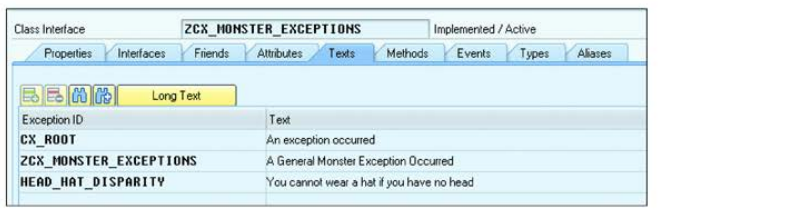 Class Interface ZCX_MONSTER_EXCEPTIONS Implemented / Active
Properties Interfaces Friends Attributes Texts Methods Events Types Aliases
Long Text
Exception ID Text
CX_ROOT An exception occurred
ZCX_MONSTER_EXCEPTIONS A General Monster Exception Occurred
HEAD_HAT_DISPARITY You cannot wear a hat if you have no head